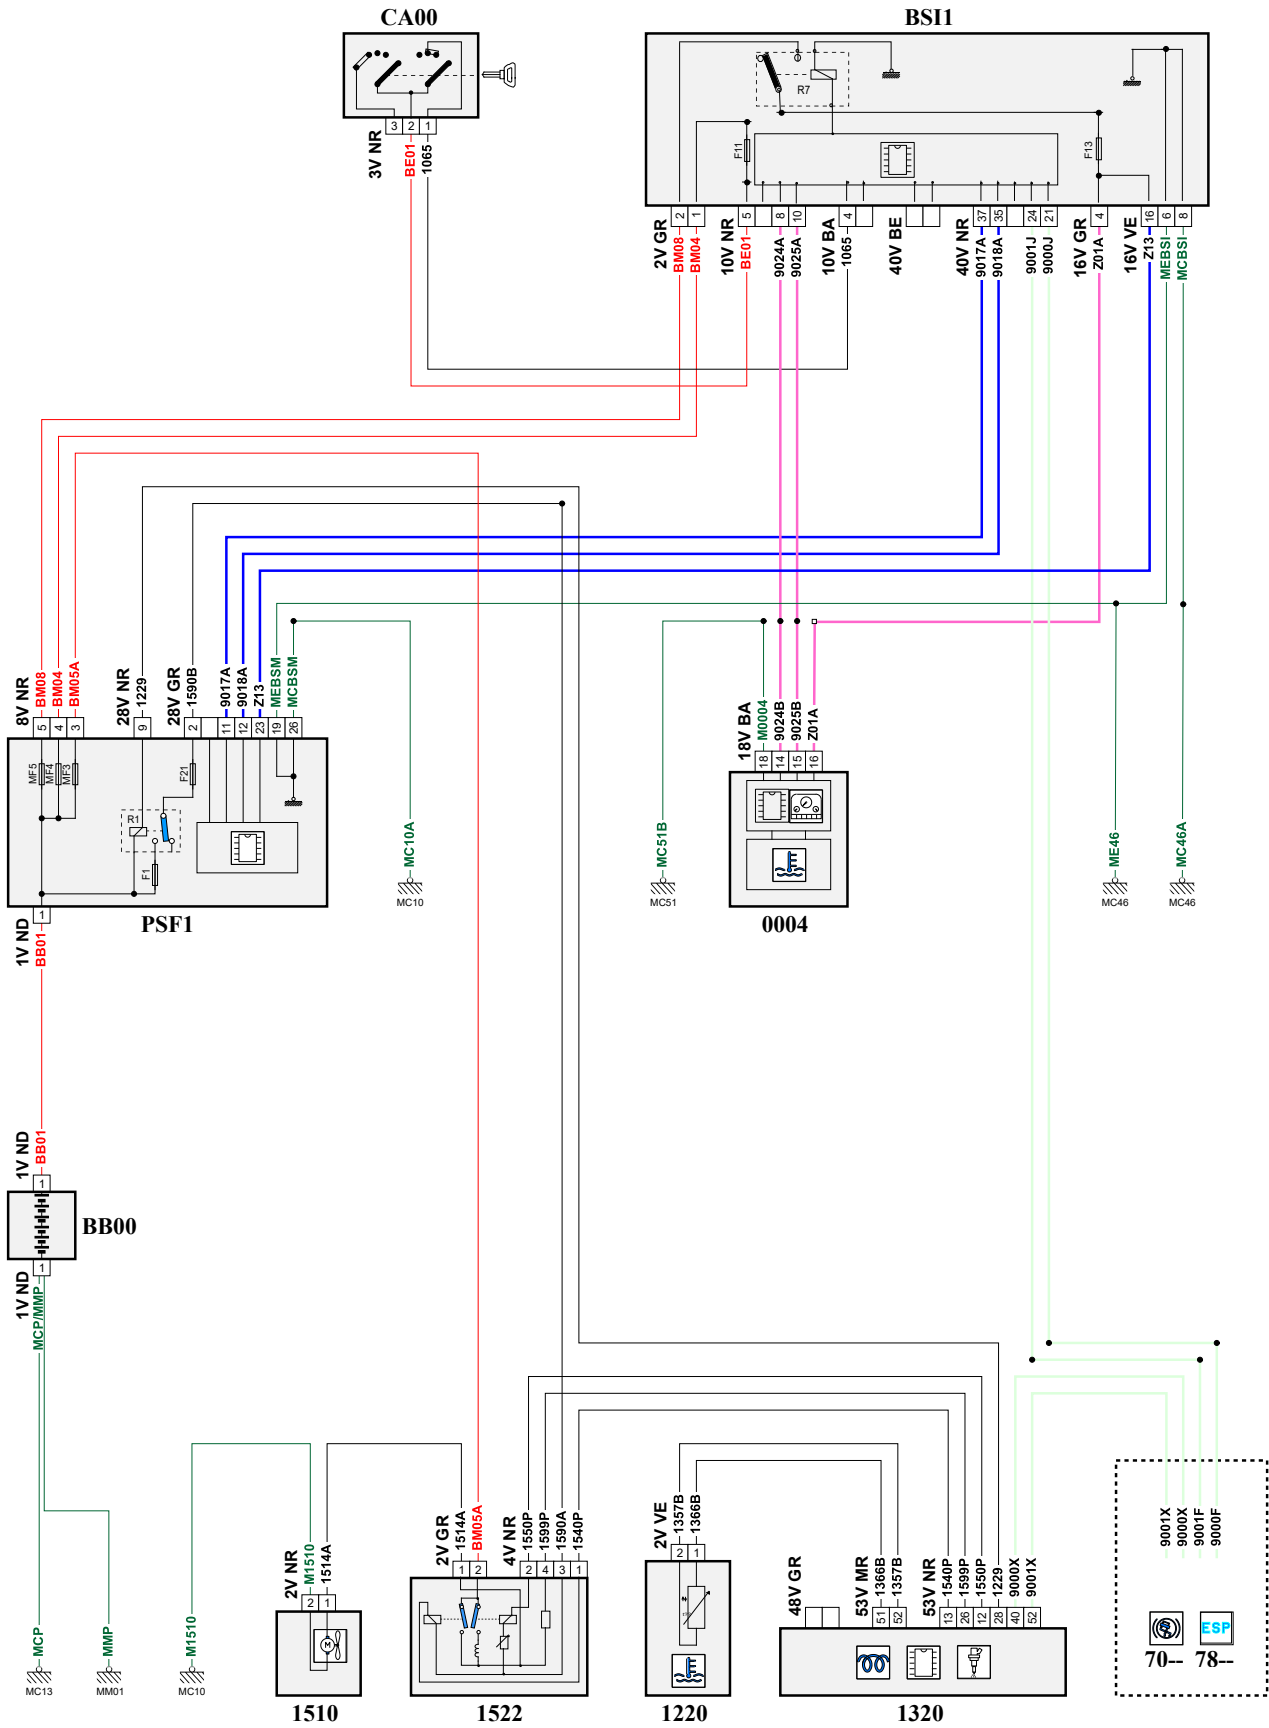 CA00
BSI1
R7
F11
F13
3 2 1
3V NR
BE01
1065
2 1 5 8 10 4 37 35 24 21 4 16 6 8
2V GR
BM08
BM04
10V NR
BE01
9024A
9025A
10V BA
1065
40V BE
40V NR
9017A
9018A
9001J
9000J
16V GR
Z01A
16V VE
Z13
MEBSI
MCBSI
8V NR
BM08
BM04
BM05A
28V NR
1229
28V GR
1590B
9017A
9018A
Z13
MEBSM
MCBSM
5 4 3 9 2 11 12 23 19 26
MF5
MF4
MF3
F21
R1
F1
1
PSF1
1V ND
BB01
MC10A
MC10
MC51B
MC51
18V BA
M0004
9024B
9025B
Z01A
18 14 15 16
0004
ME46
MC46
MC46A
MC46
1V ND
BB01
1
BB00
1
1V ND
MCP/MMP
MCP
MC13
MMP
MM01
M1510
MC10
2V NR
M1510
1514A
2 1
M
1510
2V GR
1514A
BM05A
4V NR
1550P
1599P
1590A
1540P
1 2 2 4 3 1
1522
2V VE
1357B
1366B
2 1
1220
48V GR
53V MR
1366B
1357B
53V NR
1540P
1599P
1550P
1229
9000X
9001X
51 52 13 26 12 28 40 52
1320
9001X
9000X
9001F
9000F
ESP
70-- 78--